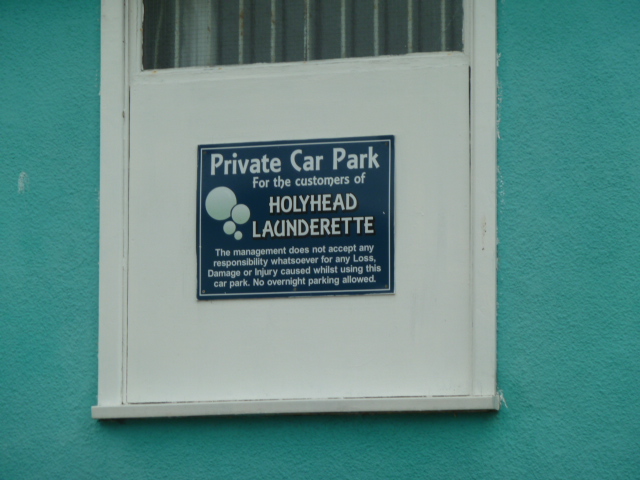 Private Car Park
For the customers of
HOLYHEAD
LAUNDERETTE
The management does not accept any
responsibility whatsoever for any Loss,
Damage or Injury caused whilst using this
car park. No overnight parking allowed.